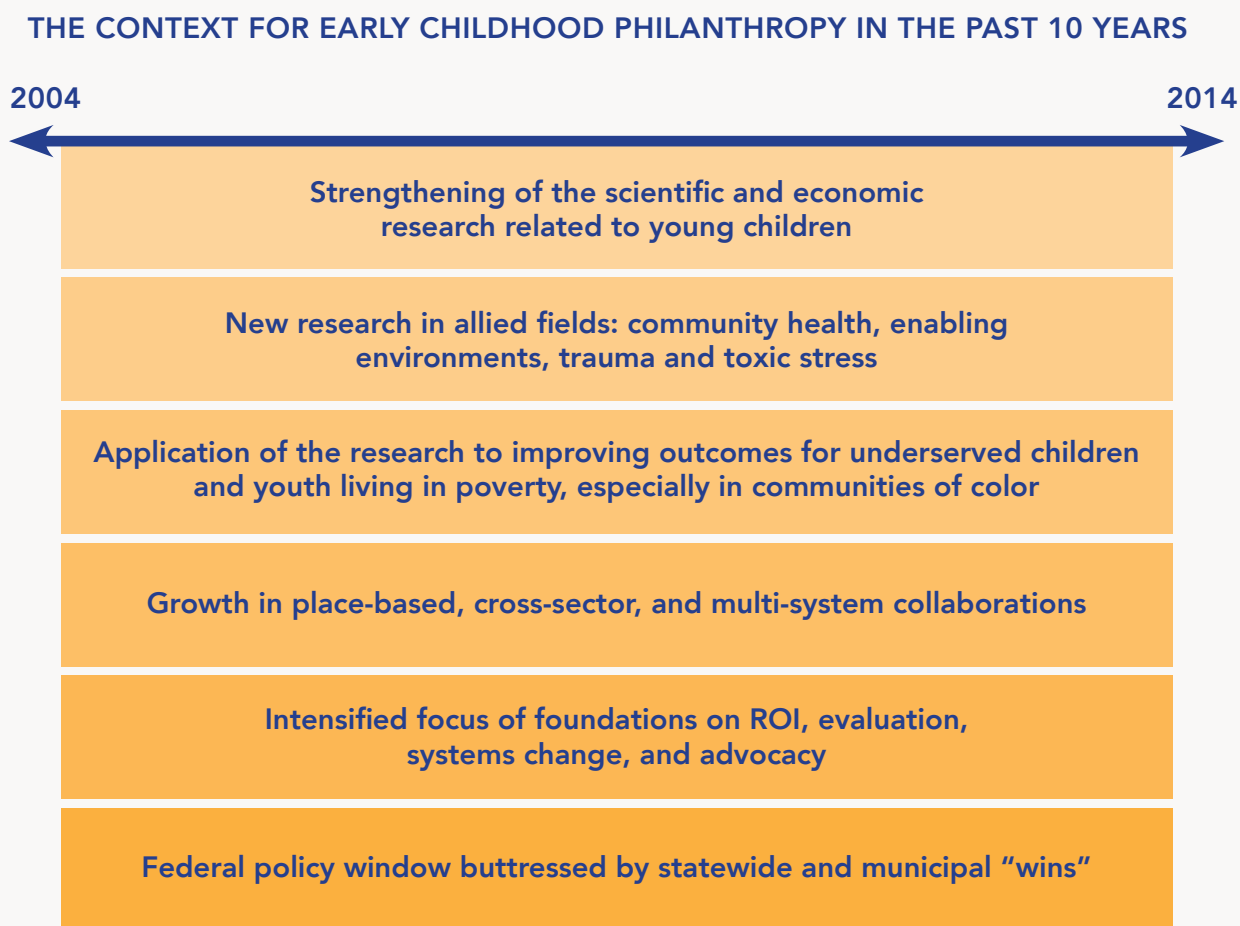 THE CONTEXT FOR EARLY CHILDHOOD PHILANTHROPY IN THE PAST 10 YEARS
2004
2014
Strengthening of the scientific and economic
research related to young children
New research in allied fields: community health, enabling
environments, trauma and toxic stress
Application of the research to improving outcomes for underserved children
and youth living in poverty, especially in communities of color
Growth in place-based, cross-sector, and multi-system collaborations
Intensified focus of foundations on ROI, evaluation,
systems change, and advocacy
Federal policy window buttressed by statewide and municipal “wins”